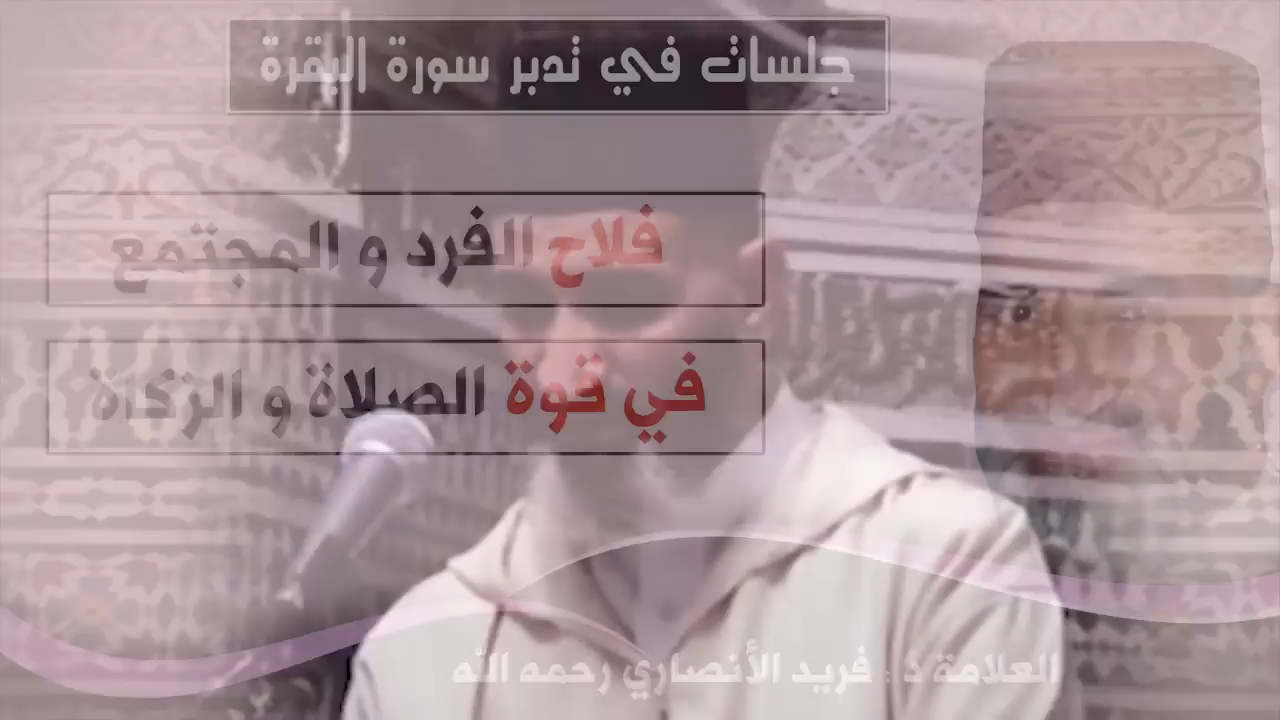 جلسات في تدبر سورة البقرة
فلاح الفرد و المجتمع
في قوة الصلاة و الزكاة
العلامة د : فريد الأنصاري رحمه الله